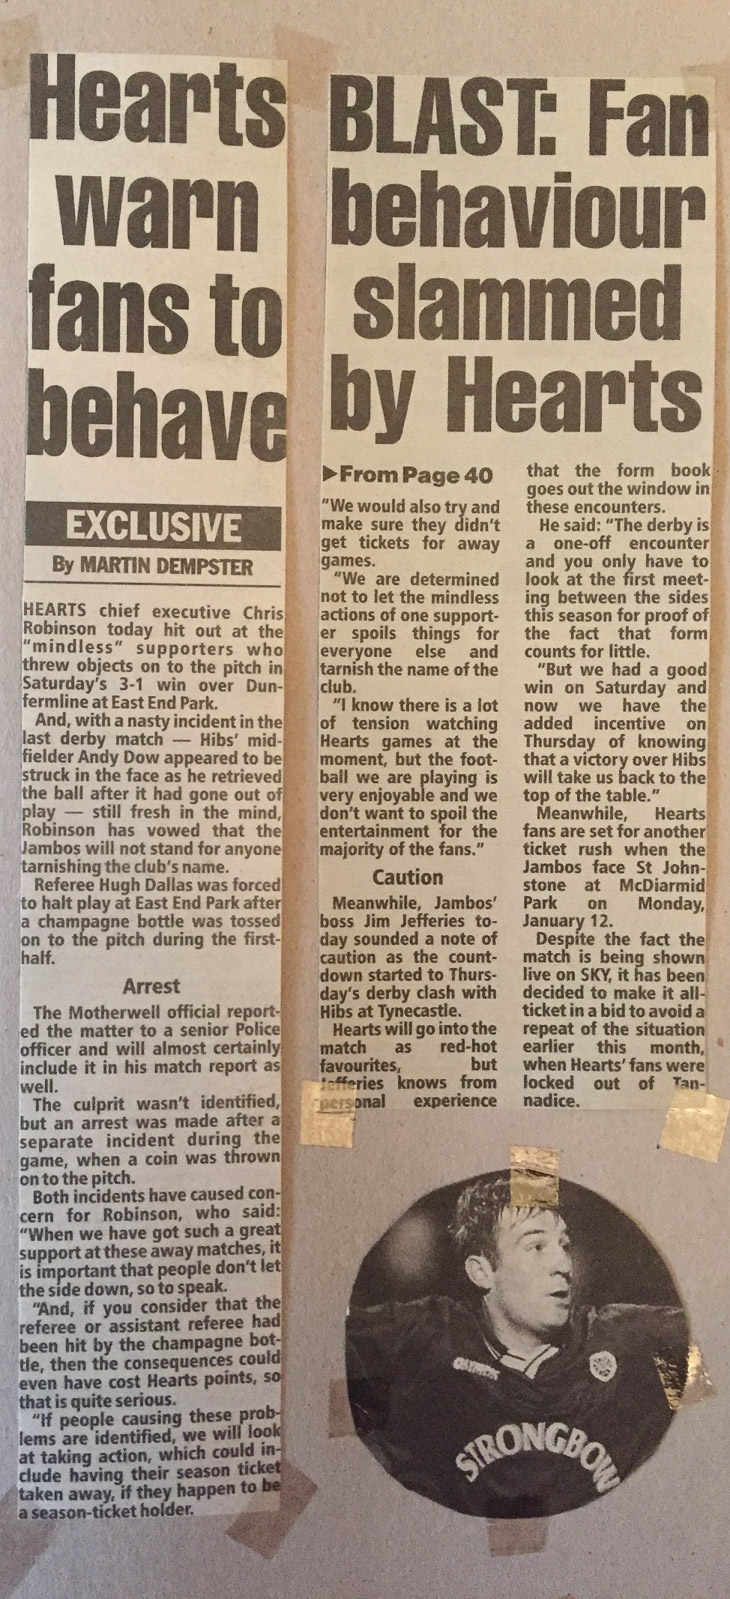 Hearts
warn
fans to
behave
EXCLUSIVE
By MARTIN DEMPSTER
HEARTS chief executive Chris
Robinson today hit out at the
"mindless" supporters who
threw objects on to the pitch in
Saturday's 3-1 win over Dun-
fermline at East End Park.
And, with a nasty incident in the
last derby match — Hibs' mid-
fielder Andy Dow appeared to be
struck in the face as he retrieved
the ball after it had gone out of
play — still fresh in the mind,
Robinson has vowed that the
Jambos will not stand for anyone
tarnishing the club's name.
Referee Hugh Dallas was forced
to halt play at East End Park after
a champagne bottle was tossed
on to the pitch during the first-
half.
Arrest
The Motherwell official report-
ed the matter to a senior Police
officer and will almost certainly
include it in his match report as
well.
The culprit wasn't identified,
but an arrest was made after a
separate incident during the
game, when a coin was thrown
on to the pitch.
Both incidents have caused con-
cern for Robinson, who said:
"When we have got such a great
support at these away matches, it
is important that people don't let
the side down, so to speak.
"And, if you consider that the
referee or assistant referee had
been hit by the champagne bot-
tle, then the consequences could
even have cost Hearts points, so
that is quite serious.
"If people causing these prob-
lems are identified, we will look
at taking action, which could in-
clude having their season ticket
taken away, if they happen to be
a season-ticket holder.
BLAST: Fan
behaviour
slammed
by Hearts
►From Page 40
"We would also try and
make sure they didn't
get tickets for away
games.
"We are determined
not to let the mindless
actions of one support-
er spoils things for
everyone else and
tarnish the name of the
club.
"I know there is a lot
of tension watching
Hearts games at the
moment, but the foot-
ball we are playing is
very enjoyable and we
don't want to spoil the
entertainment for the
majority of the fans."
Caution
Meanwhile, Jambos'
boss Jim Jefferies to-
day sounded a note of
caution as the count-
down started to Thurs-
day's derby clash with
Hibs at Tynecastle.
Hearts will go into the
match as red-hot
favourites, but
Jefferies knows from
personal experience
that the form book
goes out the window in
these encounters.
He said: "The derby is
a one-off encounter
and you only have to
look at the first meet-
ing between the sides
this season for proof of
the fact that form
counts for little.
"But we had a good
win on Saturday and
now we have the
added incentive on
Thursday of knowing
that a victory over Hibs
will take us back to the
top of the table."
Meanwhile, Hearts
fans are set for another
ticket rush when the
Jambos face St John-
stone at McDiarmid
Park on Monday,
January 12.
Despite the fact the
match is being shown
live on SKY, it has been
decided to make it all-
ticket in a bid to avoid a
repeat of the situation
earlier this month,
when Hearts' fans were
locked out of Tan-
nadice.
STRONGBOW